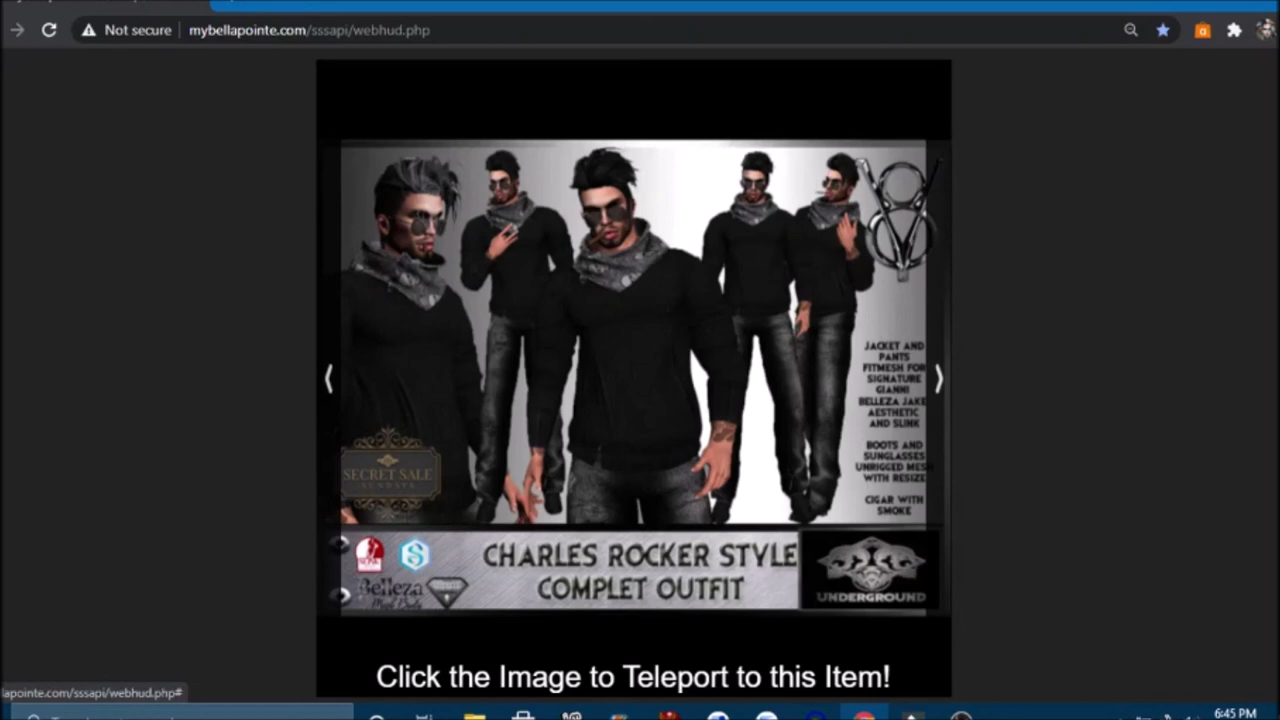 Not secure
mybellapointe.com/sssapi/webhud.php
JACKET AND
PANTS
FITMESH FOR
SIGNATURE
GIANNI
BELLEZA JAKE
AESTHETIC
AND SLINK
BOOTS AND
SUNGLASSES
UNRIGGED MESH
WITH RESIZE
CIGAR WITH
SMOKE
SECRET SALE
SUNDAYS
CHARLES ROCKER STYLE
COMPLET OUTFIT
Belleza
UNDERGROUND
Click the Image to Teleport to this Item!
lapointe.com/sssapi/webhud.php#
6:45 PM